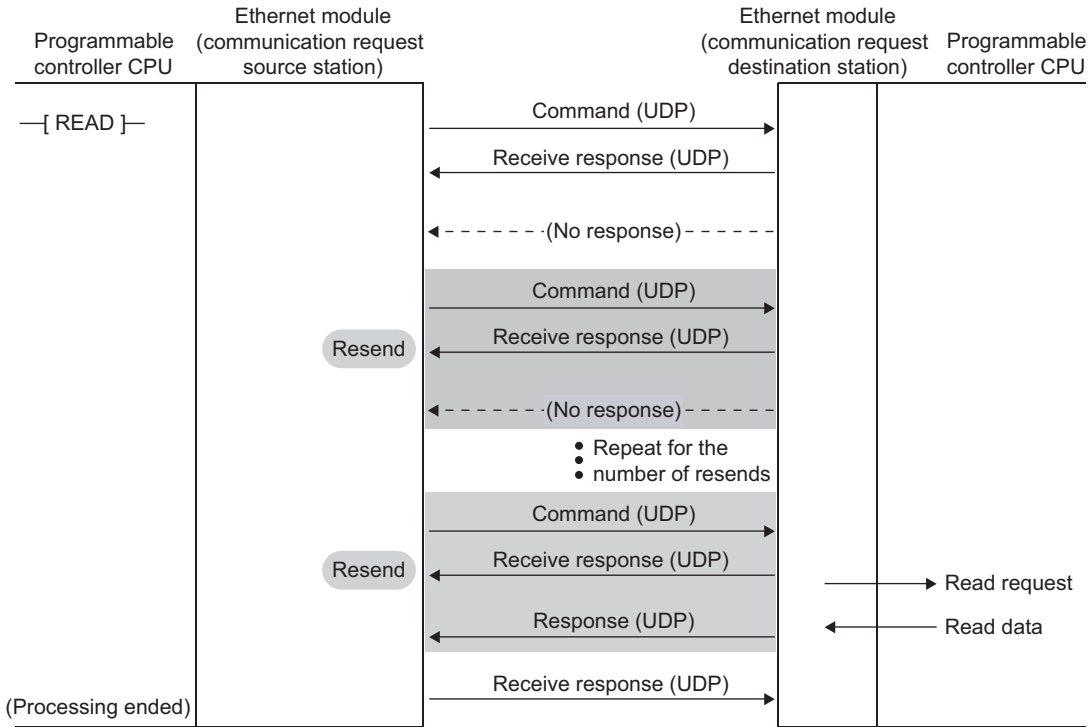 Programmable
controller CPU
Ethernet module
(communication request
source station)
Ethernet module
(communication request
destination station)
Programmable
controller CPU
[ READ ]
Command (UDP)
Receive response (UDP)
(No response)
Command (UDP)
Resend
Receive response (UDP)
(No response)
Repeat for the
number of resends
Command (UDP)
Resend
Receive response (UDP)
Read request
Response (UDP)
Read data
Receive response (UDP)
(Processing ended)